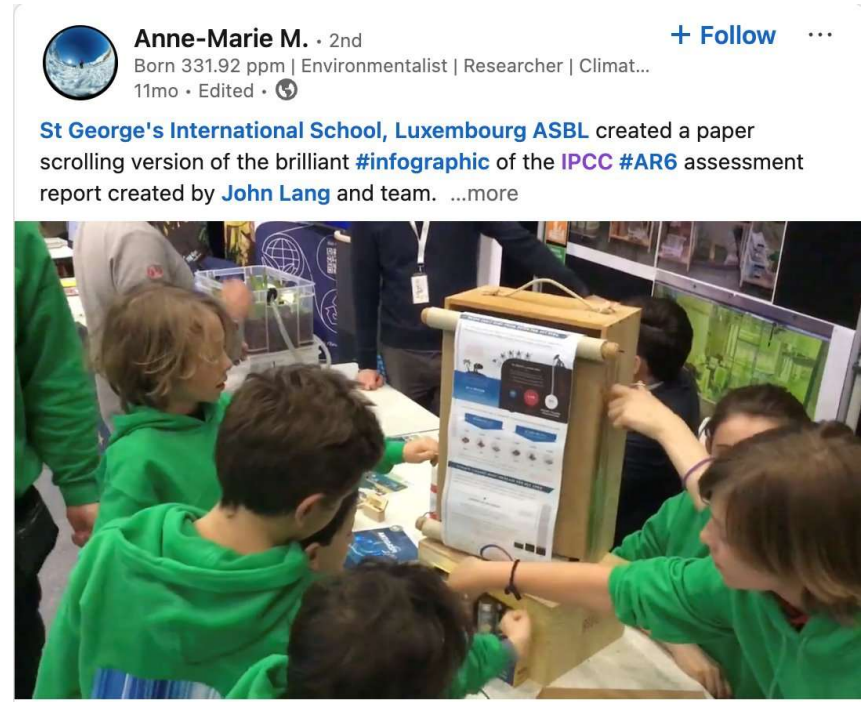 Anne-Marie M. · 2nd
+ Follow ...
Born 331.92 ppm | Environmentalist | Researcher | Climat...
11mo · Edited ·
St George's International School, Luxembourg ASBL created a paper
scrolling version of the brilliant #infographic of the IPCC #AR6 assessment
report created by John Lang and team. ...more